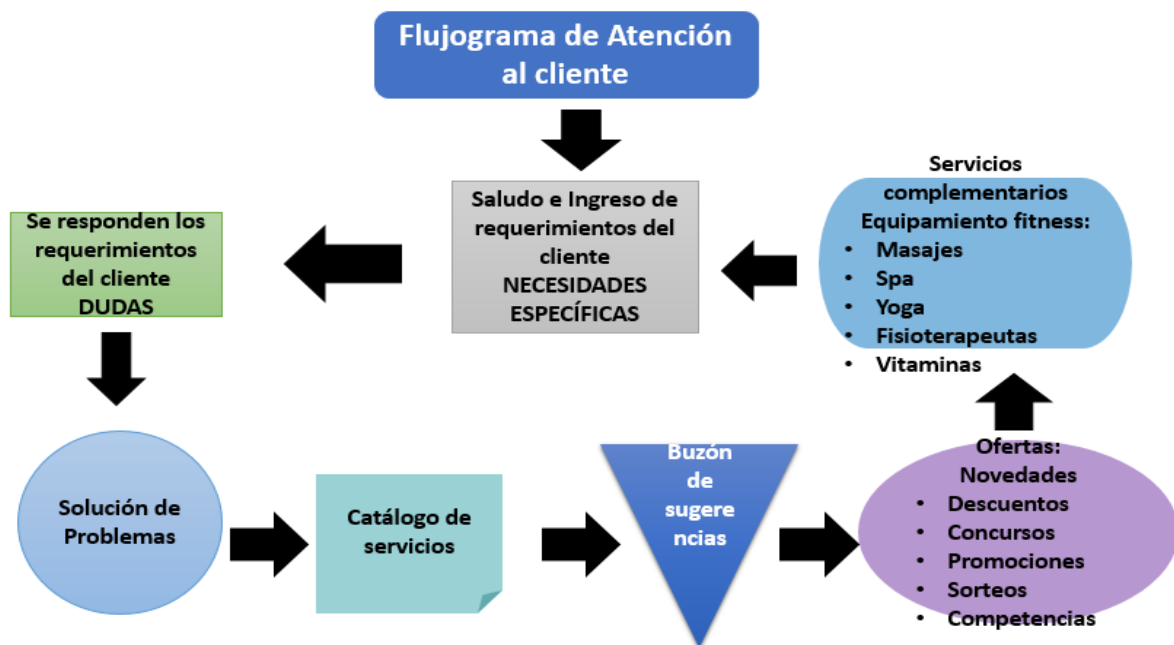 Flujograma de Atención
al cliente
Saludo e Ingreso de
requerimientos del
cliente
NECESIDADES
ESPECÍFICAS
Se responden los
requerimientos
del cliente
DUDAS
Solución de
Problemas
Catálogo de
servicios
Buzón
de
sugere
ncias
Ofertas:
Novedades
• Descuentos
• Concursos
• Promociones
• Sorteos
• Competencias
Servicios
complementarios
Equipamiento fitness:
• Masajes
• Spa
• Yoga
• Fisioterapeutas
• Vitaminas